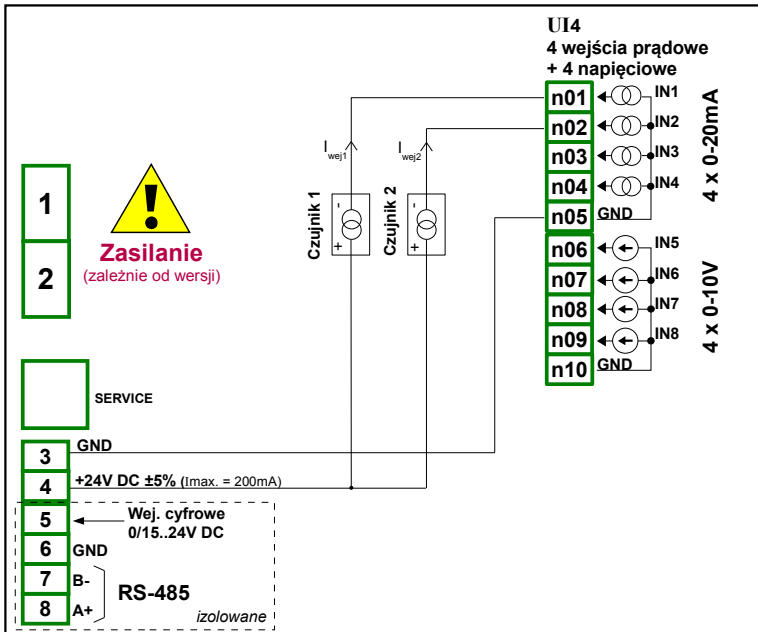 UI4
4 wejścia prądowe
+ 4 napięciowe
n01
IN1
n02
IN2
n03
IN3
n04
IN4
n05
GND
4 x 0-20mA
n06
IN5
n07
IN6
n08
IN7
n09
IN8
n10
GND
4 x 0-10V
I wej1
I wej2
Czujnik 1
-
+
Czujnik 2
-
+
1
2
!
Zasilanie
(zależnie od wersji)
SERVICE
3
GND
4
+24V DC ±5% (Imax. = 200mA)
5
Wej. cyfrowe
0/15..24V DC
6
GND
7
B-
8
A+
RS-485
izolowane